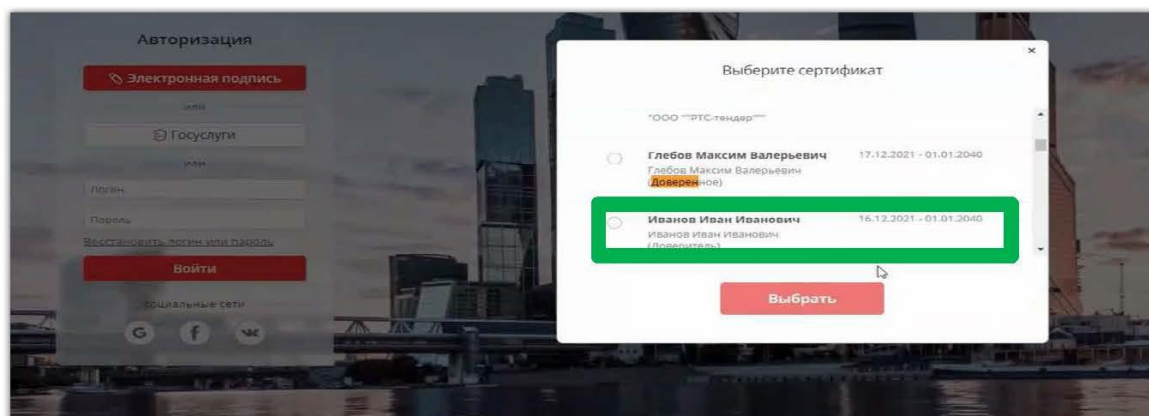 Авторизация
Электронная подпись
или
Госуслуги
или
Логин
Пароль
Восстановить логин или пароль
Войти
социальные сети
G f
Выберите сертификат
"ООО ""РТС-тендер"""
Глебов Максим Валерьевич 17.12.2021 - 01.01.2040
Глебов Максим Валерьевич
(Доверенное)
Иванов Иван Иванович 16.12.2021 - 01.01.2040
Иванов Иван Иванович
(Доверитель)
Выбрать